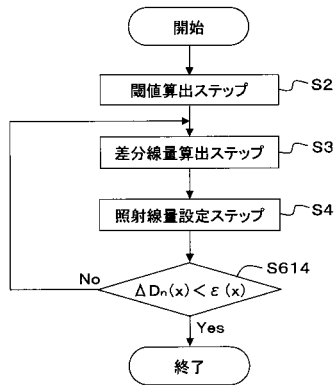 開始
閾値算出ステップ
S2
差分線量算出ステップ
S3
照射線量設定ステップ
S4
S614
No
ΔDn(x)<ε(x)
Yes
終了